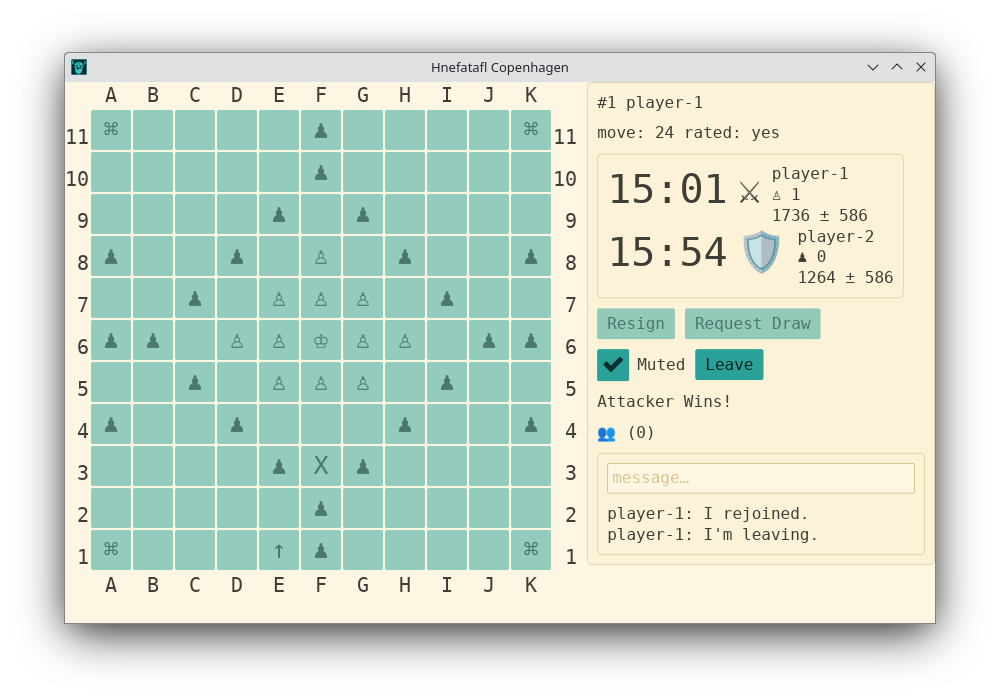 Hnefatafl Copenhagen
A B C D E F G H I J K
11 ⌘ ♟ ⌘ 11
10 ♟ 10
9 ♟ ♟ 9
8 ♟ ♟ ♙ ♟ ♟ 8
7 ♟ ♙ ♙ ♙ ♟ 7
6 ♟ ♟ ♙ ♙ ♔ ♙ ♙ ♟ ♟ 6
5 ♟ ♙ ♙ ♙ ♟ 5
4 ♟ ♟ ♟ ♟ 4
3 ♟ X ♟ 3
2 ♟ 2
1 ⌘ ↑ ♟ ⌘ 1
A B C D E F G H I J K
#1 player-1
move: 24 rated: yes
15:01 ⚔ player-1
♙ 1
1736 ± 586
15:54 🛡️ player-2
♟ 0
1264 ± 586
Resign Request Draw
✔ Muted Leave
Attacker Wins!
👥 (0)
message…
player-1: I rejoined.
player-1: I'm leaving.